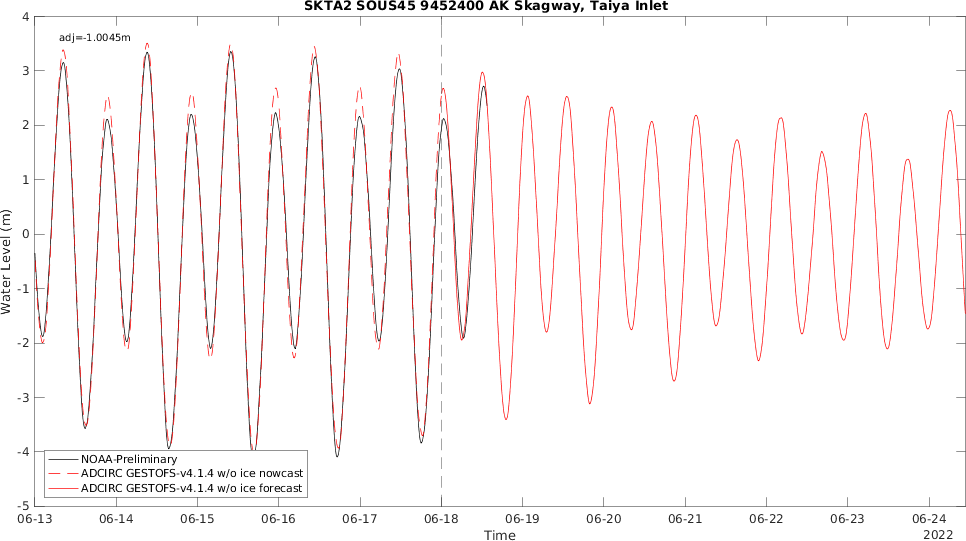 SKTA2 SOUS45 9452400 AK Skagway, Taiya Inlet
adj=-1.0045m
4
3
2
1
0
-1
-2
-3
-4
-5
Water Level (m)
NOAA-Preliminary
ADCIRC GESTOFS-v4.1.4 w/o ice nowcast
ADCIRC GESTOFS-v4.1.4 w/o ice forecast
06-13 06-14 06-15 06-16 06-17 06-18 06-19 06-20 06-21 06-22 06-23 06-24
Time
2022